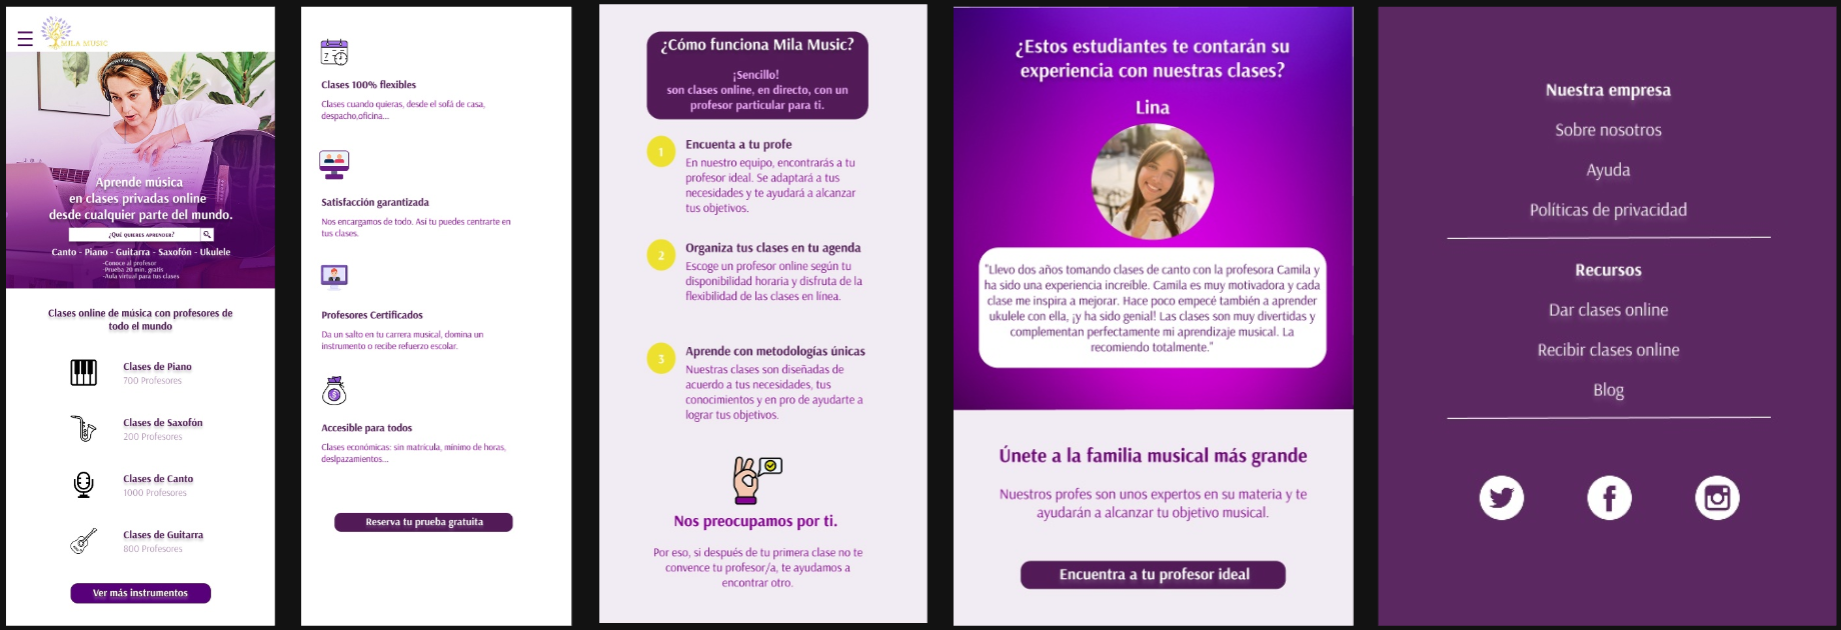 MILA MUSIC
Aprende música
en clases privadas online
desde cualquier parte del mundo.
¿Qué quieres aprender?
Canto - Piano - Guitarra - Saxofón - Ukulele
-Conoce al profesor
-Prueba 20 min. gratis
-Aula virtual para tus clases
Clases online de música con profesores de
todo el mundo
Clases de Piano
700 Profesores
Clases de Saxofón
200 Profesores
Clases de Canto
1000 Profesores
Clases de Guitarra
800 Profesores
Ver más instrumentos
Clases 100% flexibles
Clases cuando quieras, desde el sofá de casa,
despacho,oficina...
Satisfacción garantizada
Nos encargamos de todo. Asi tu puedes centrarte en
tus clases.
Profesores Certificados
Da un salto en tu carrera musical, domina un
instrumento o recibe refuerzo escolar.
Accesible para todos
Clases económicas: sin matrícula, mínimo de horas,
deslpazamientos...
Reserva tu prueba gratuita
¿Cómo funciona Mila Music?
¡Sencillo!
son clases online, en directo, con un
profesor particular para ti.
1
Encuenta a tu profe
En nuestro equipo, encontrarás a tu
profesor ideal. Se adaptará a tus
necesidades y te ayudará a alcanzar
tus objetivos.
2
Organiza tus clases en tu agenda
Escoge un profesor online según tu
disponibilidad horaria y disfruta de la
flexibilidad de las clases en línea.
3
Aprende con metodologías únicas
Nuestras clases son diseñadas de
acuerdo a tus necesidades, tus
conocimientos y en pro de ayudarte a
lograr tus objetivos.
Nos preocupamos por ti.
Por eso, si después de tu primera clase no te
convence tu profesor/a, te ayudamos a
encontrar otro.
¿Estos estudiantes te contarán su
experiencia con nuestras clases?
Lina
"Llevo dos años tomando clases de canto con la profesora Camila y
ha sido una experiencia increíble. Camila es muy motivadora y cada
clase me inspira a mejorar. Hace poco empecé también a aprender
ukulele con ella, ¡y ha sido genial! Las clases son muy divertidas y
complementan perfectamente mi aprendizaje musical. La
recomiendo totalmente."
Únete a la familia musical más grande
Nuestros profes son unos expertos en su materia y te
ayudarán a alcanzar tu objetivo musical.
Encuentra a tu profesor ideal
Nuestra empresa
Sobre nosotros
Ayuda
Políticas de privacidad
Recursos
Dar clases online
Recibir clases online
Blog